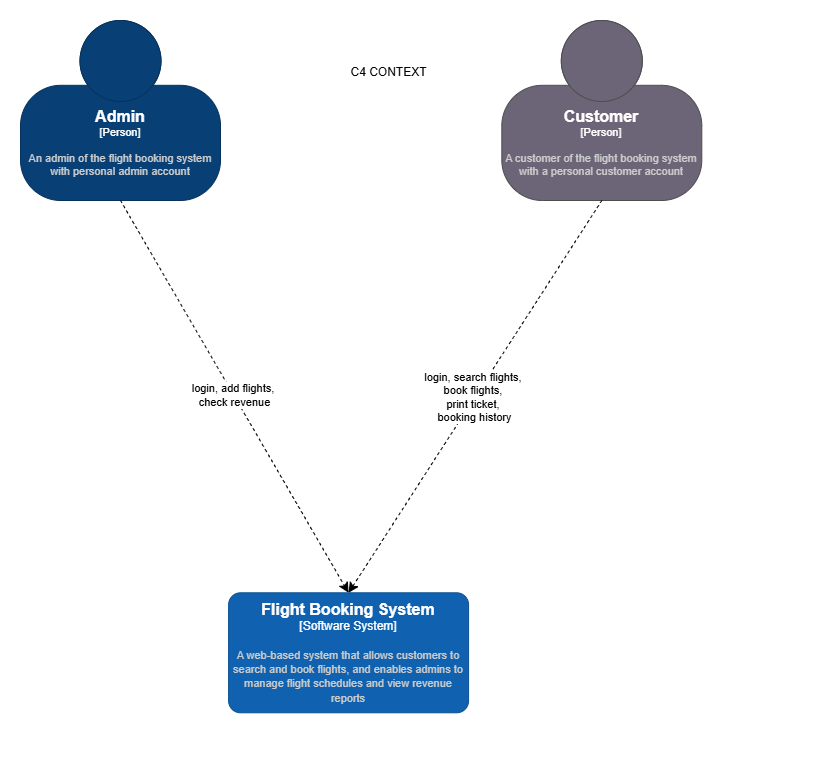 C4 CONTEXT
Admin
[Person]
An admin of the flight booking system
with personal admin account
Customer
[Person]
A customer of the flight booking system
with a personal customer account
login, add flights,
check revenue
login, search flights,
book flights,
print ticket,
booking history
Flight Booking System
[Software System]
A web-based system that allows customers to
search and book flights, and enables admins to
manage flight schedules and view revenue
reports